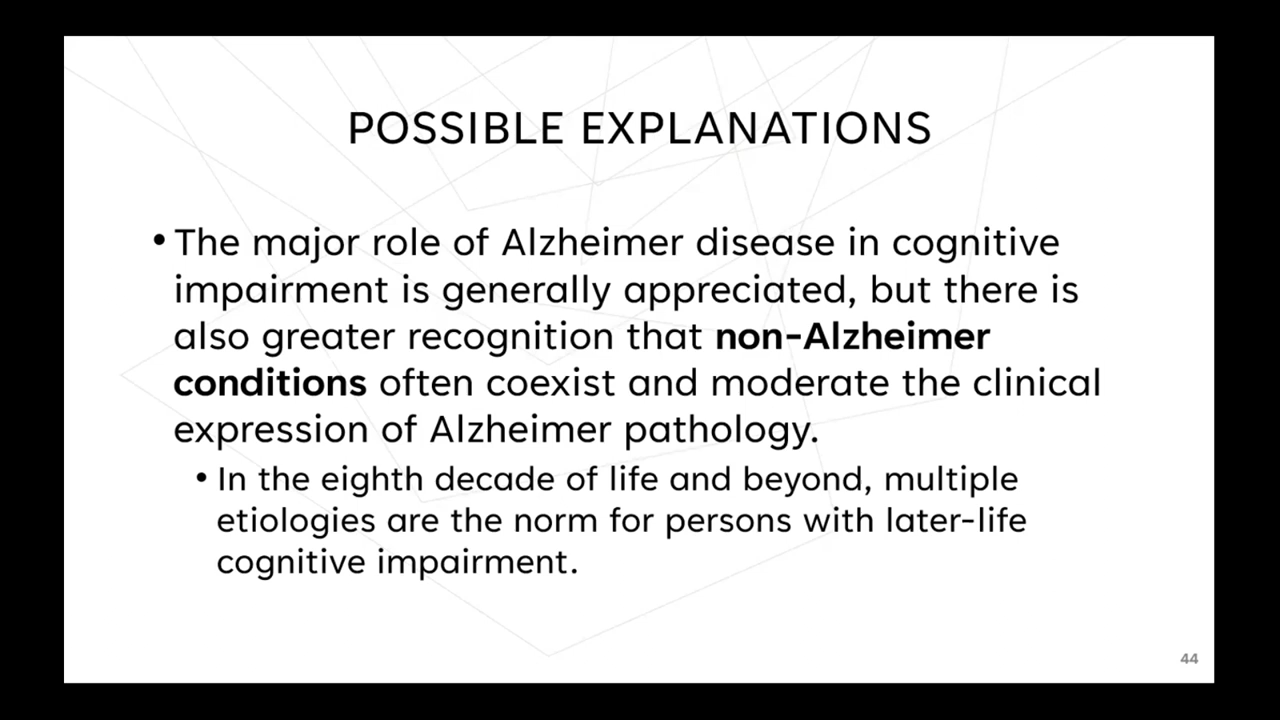 POSSIBLE EXPLANATIONS
• The major role of Alzheimer disease in cognitive
impairment is generally appreciated, but there is
also greater recognition that non-Alzheimer
conditions often coexist and moderate the clinical
expression of Alzheimer pathology.
• In the eighth decade of life and beyond, multiple
etiologies are the norm for persons with later-life
cognitive impairment.
44